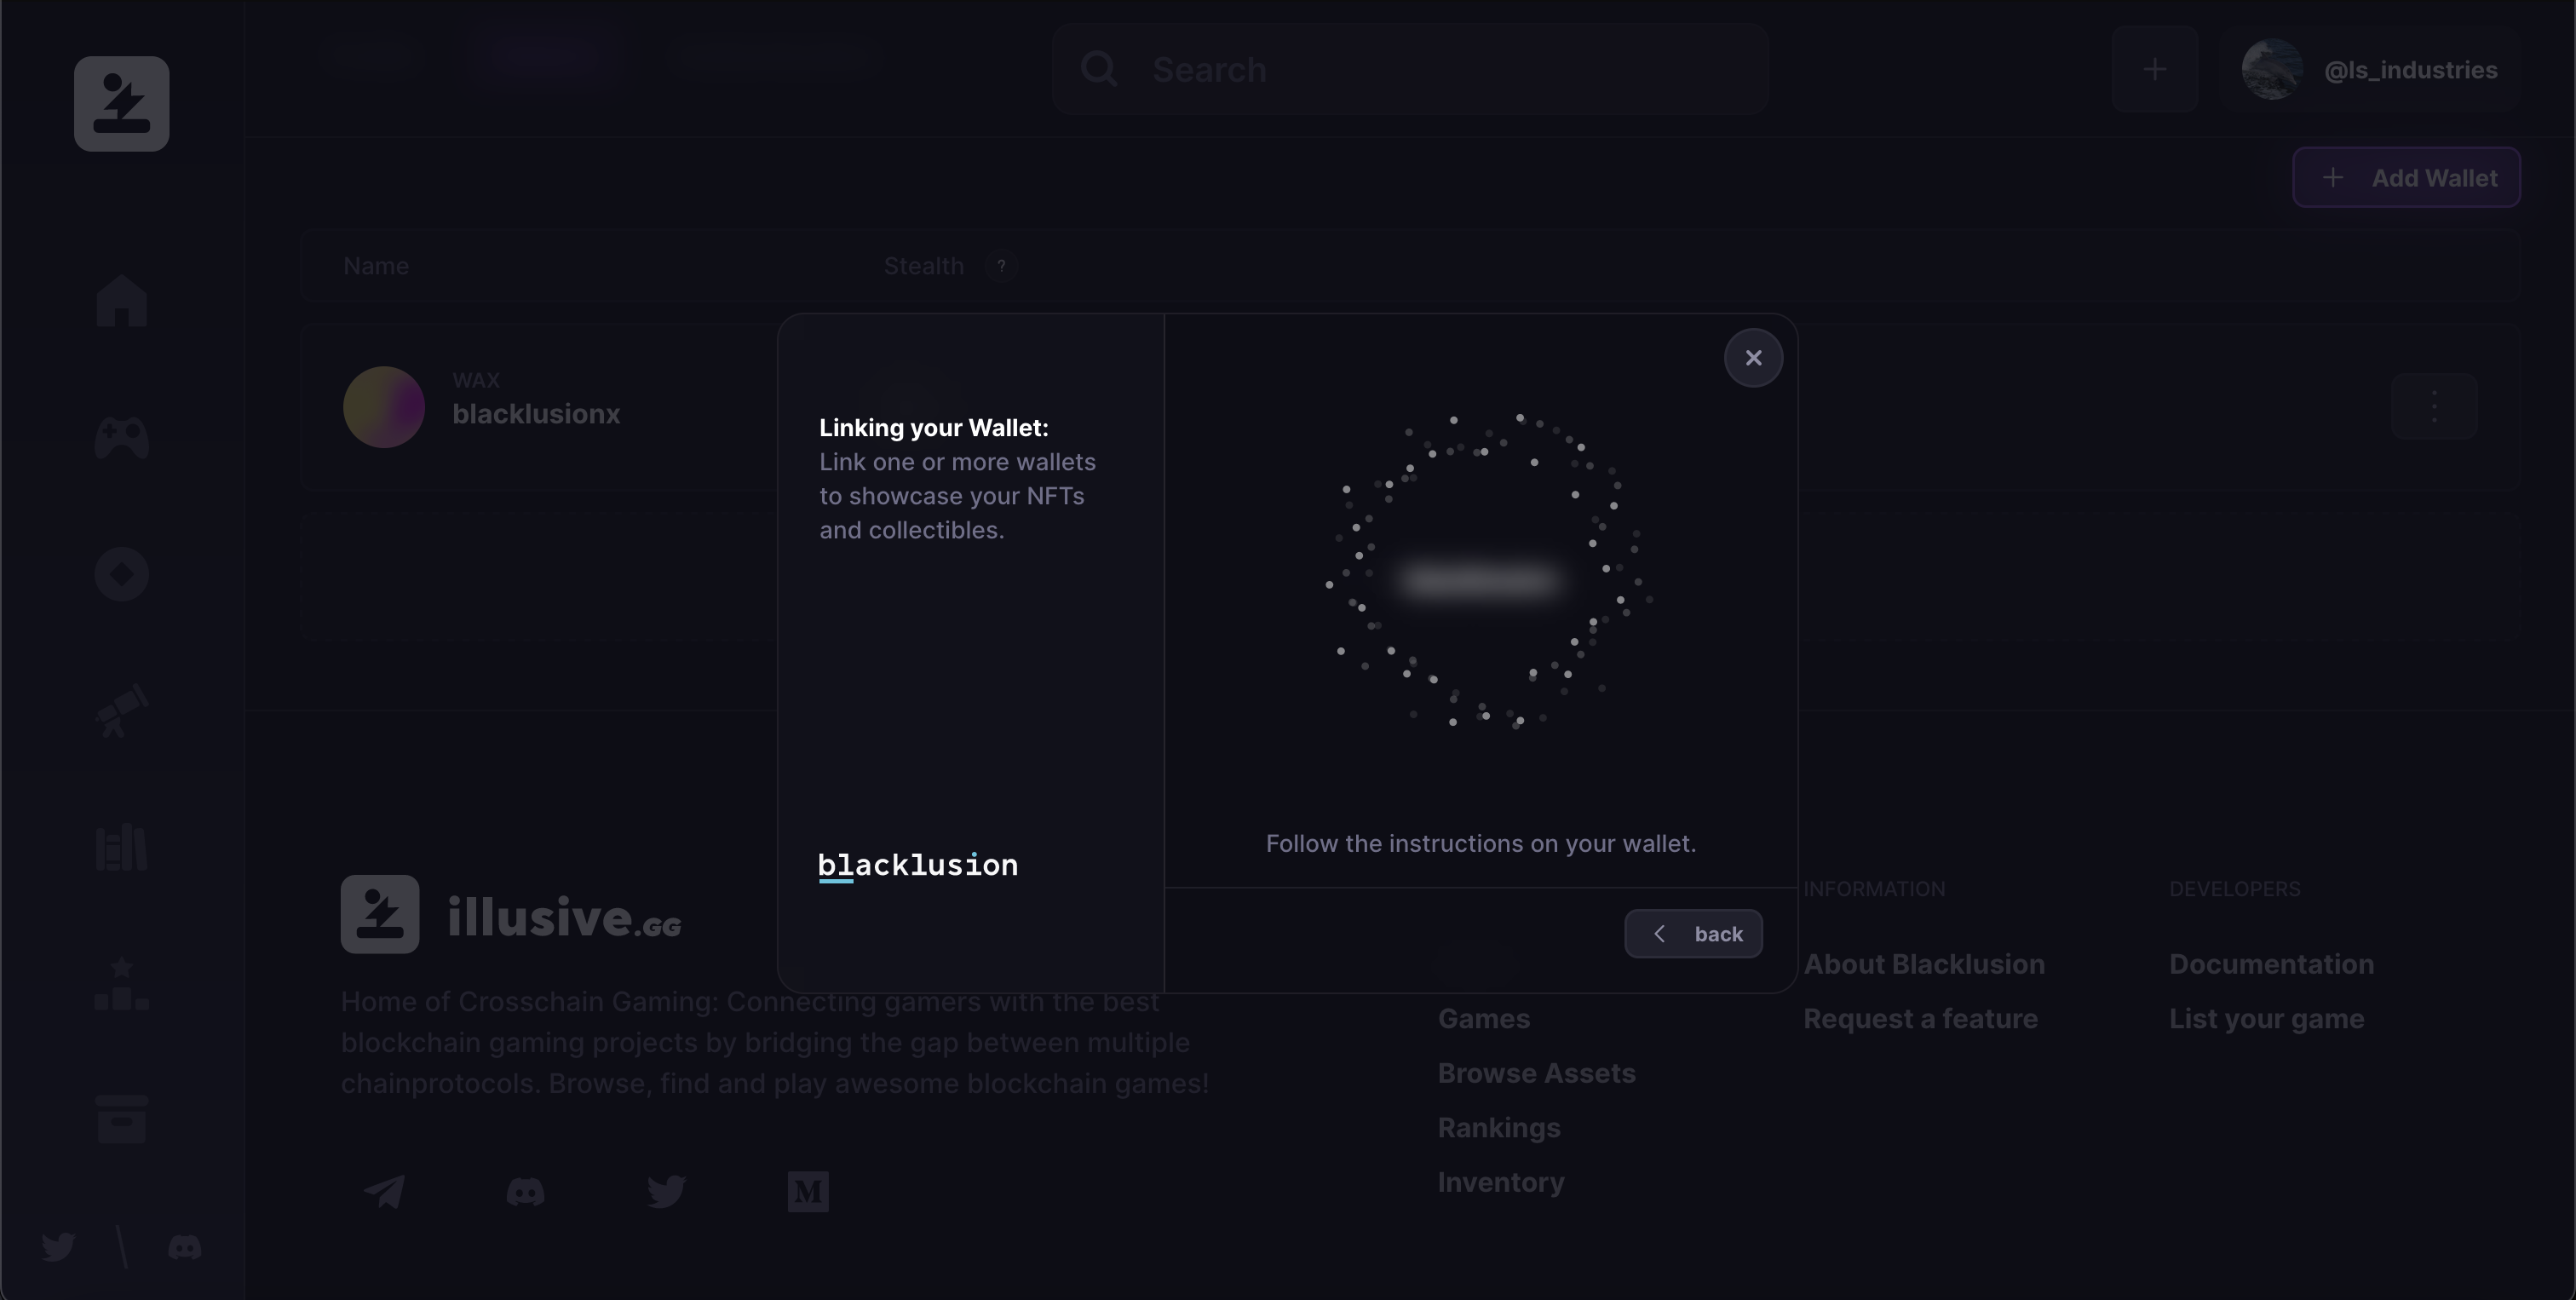 Search
@ls_industries
Add Wallet
Name
Stealth
?
WAX
blacklusionx
Linking your Wallet:
Link one or more wallets
to showcase your NFTs
and collectibles.
blacklusion
Follow the instructions on your wallet.
back
illusive.GG
Home of Crosschain Gaming: Connecting gamers with the best
blockchain gaming projects by bridging the gap between multiple
chainprotocols. Browse, find and play awesome blockchain games!
M
Games
Browse Assets
Rankings
Inventory
INFORMATION
About Blacklusion
Request a feature
DEVELOPERS
Documentation
List your game